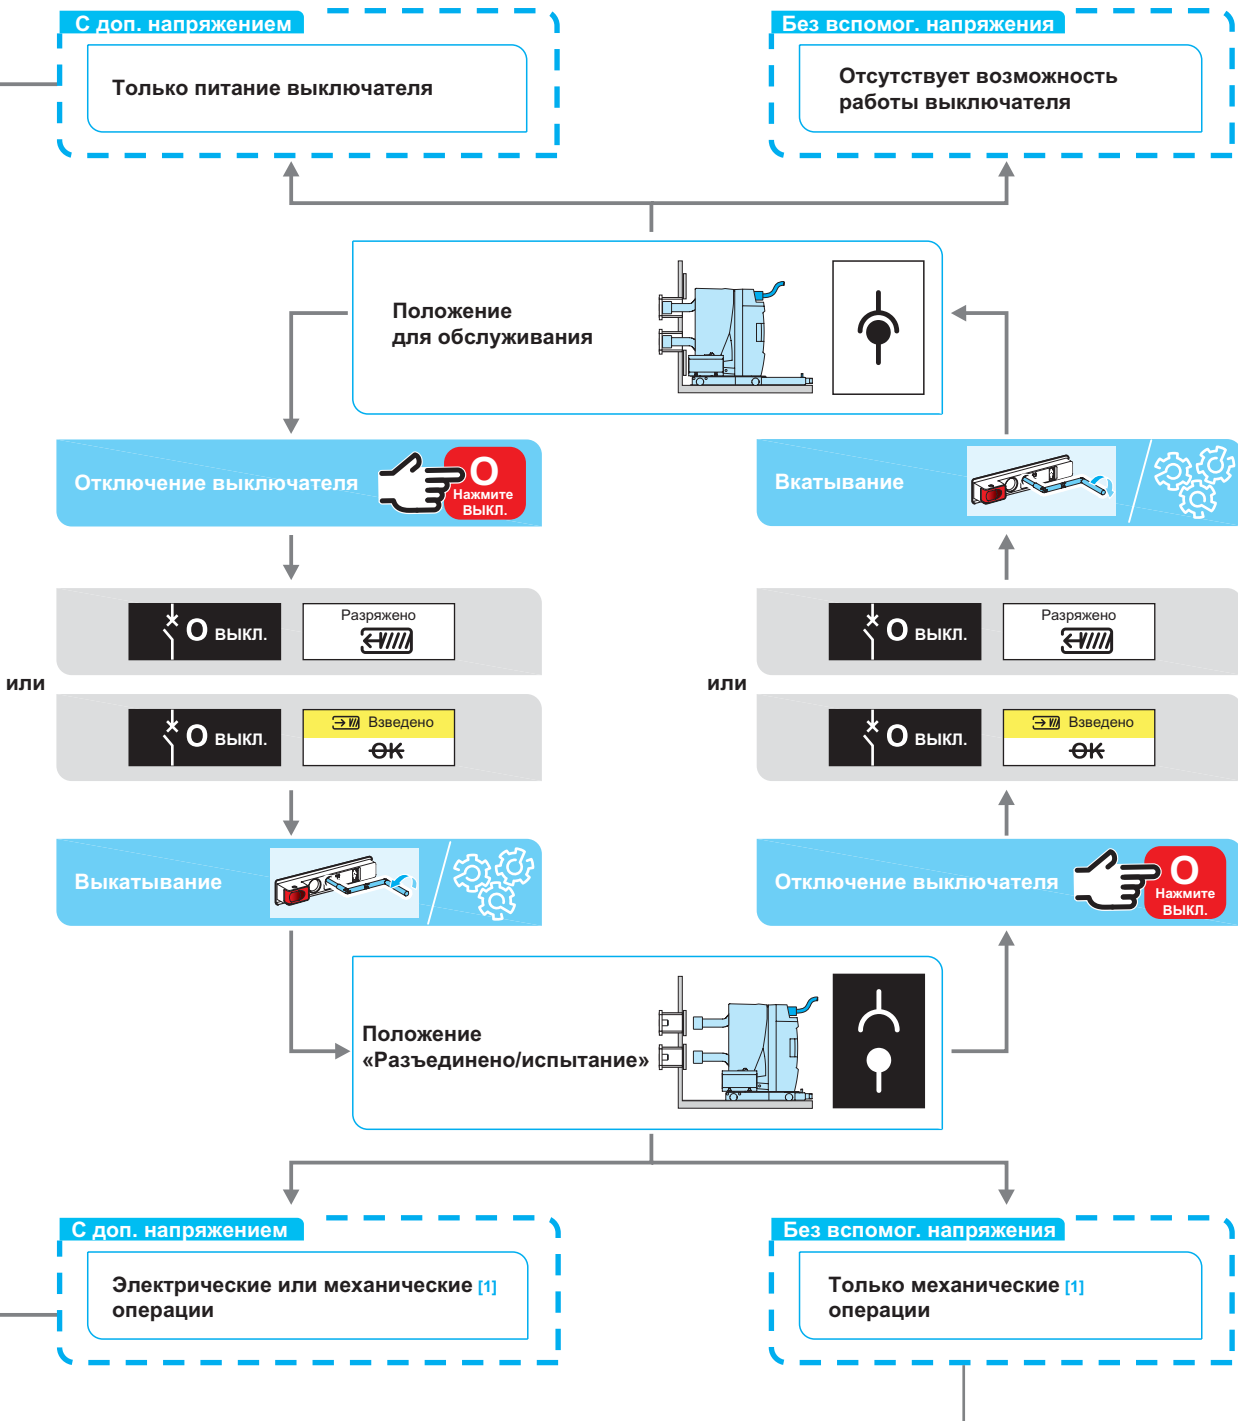 С доп. напряжением
Без вспомог. напряжения
Только питание выключателя
Отсутствует возможность
работы выключателя
Положение
для обслуживания
Отключение выключателя
O
Нажмите
ВЫКЛ.
Вкатывание
O ВЫКЛ.
Разряжено
O ВЫКЛ.
Разряжено
или
или
O ВЫКЛ.
Взведено
OK
O ВЫКЛ.
Взведено
OK
Выкатывание
Отключение выключателя
O
Нажмите
ВЫКЛ.
Положение
«Разъединено/испытание»
С доп. напряжением
Без вспомог. напряжения
Электрические или механические [1]
операции
Только механические [1]
операции